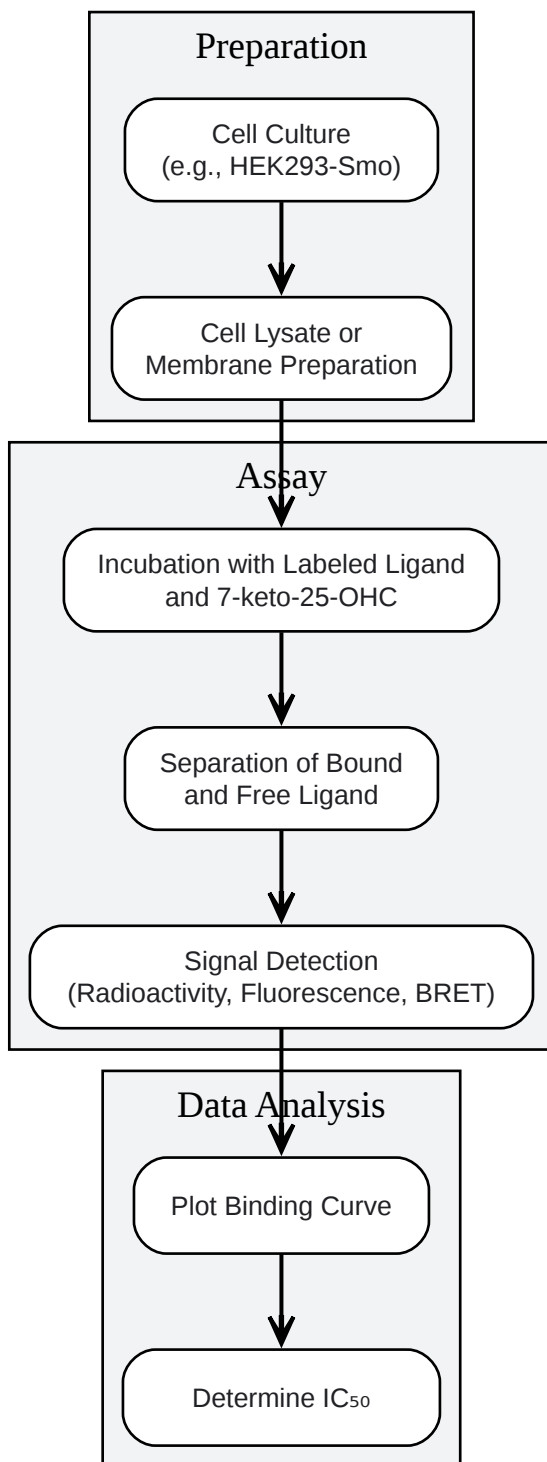 Preparation
Cell Culture
(e.g., HEK293-Smo)
Cell Lysate or
Membrane Preparation
Assay
Incubation with Labeled Ligand
and 7-keto-25-OHC
Separation of Bound
and Free Ligand
Signal Detection
(Radioactivity, Fluorescence, BRET)
Data Analysis
Plot Binding Curve
Determine IC₅₀